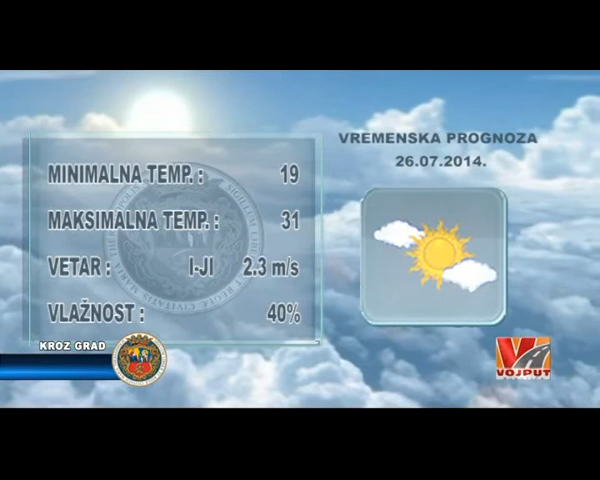 VREMENSKA PROGNOZA
26.07.2014.
MINIMALNA TEMP. : 19
MAKSIMALNA TEMP. : 31
VETAR : I-JI 2.3 m/s
VLAŽNOST : 40%
KROZ GRAD
VOJPUT